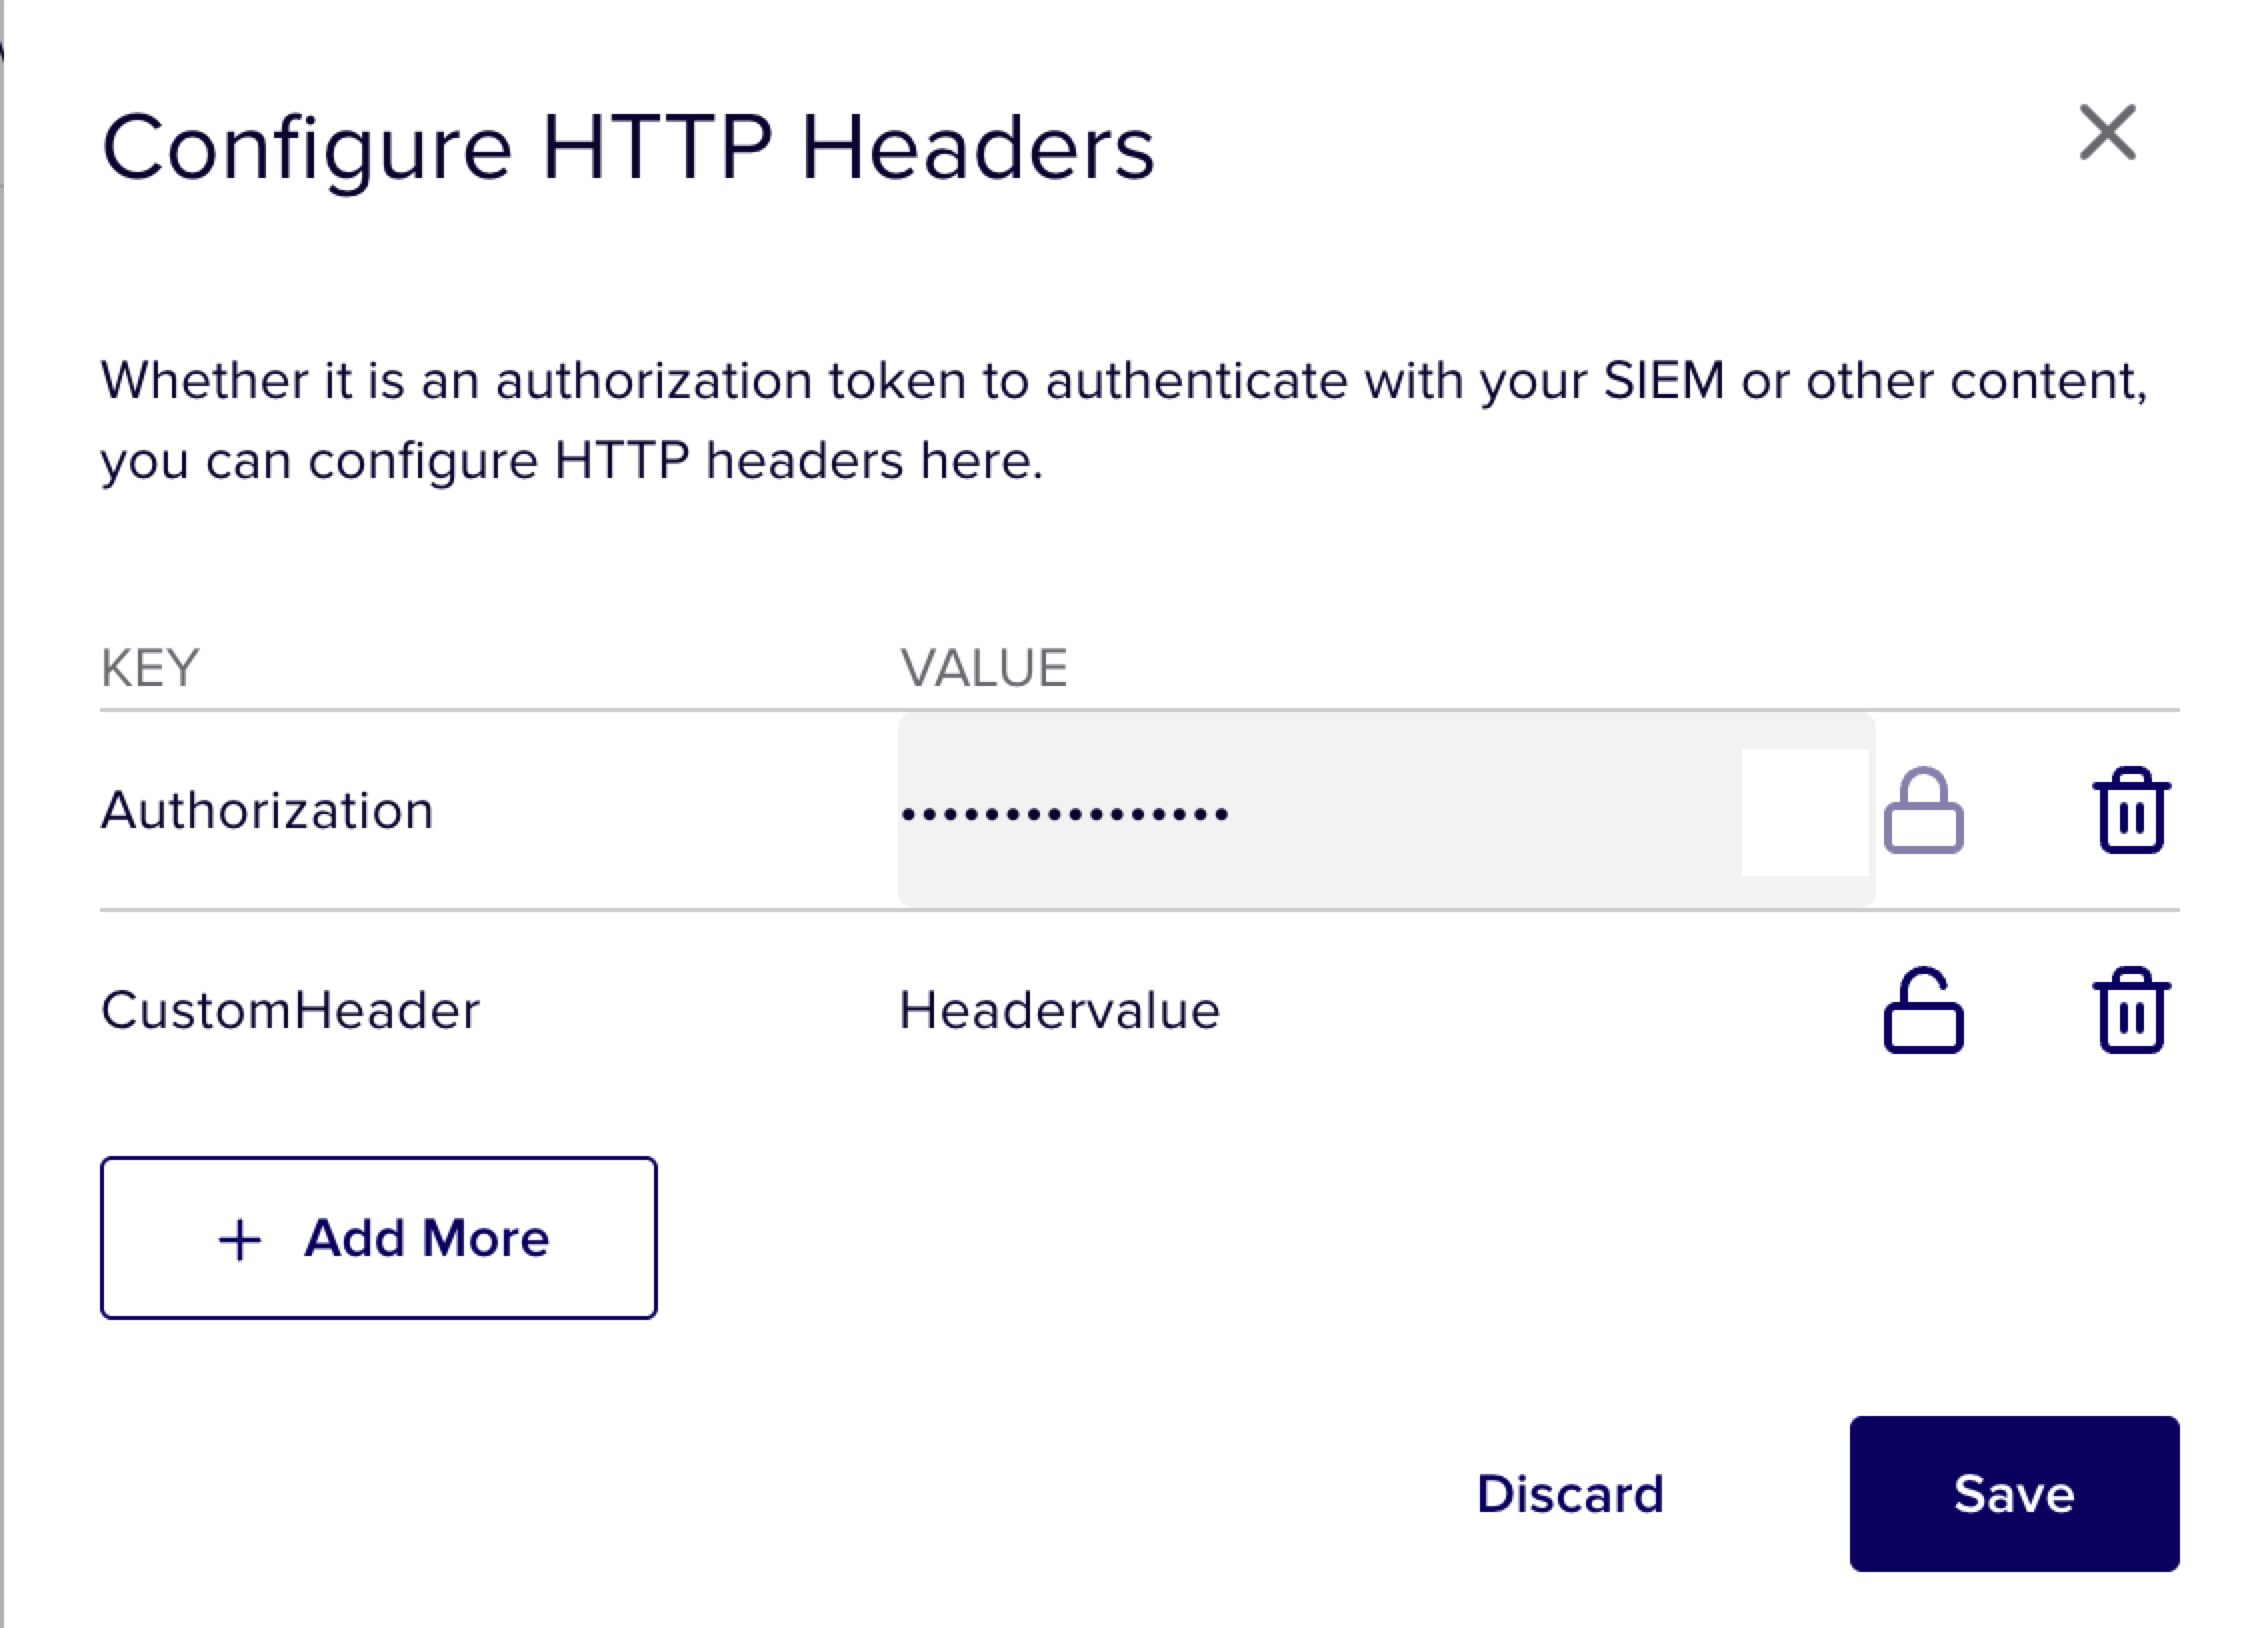 Configure HTTP Headers
Whether it is an authorization token to authenticate with your SIEM or other content,
you can configure HTTP headers here.
KEY VALUE
Authorization ••••••••••••••••
CustomHeader Headervalue
+ Add More
Discard Save